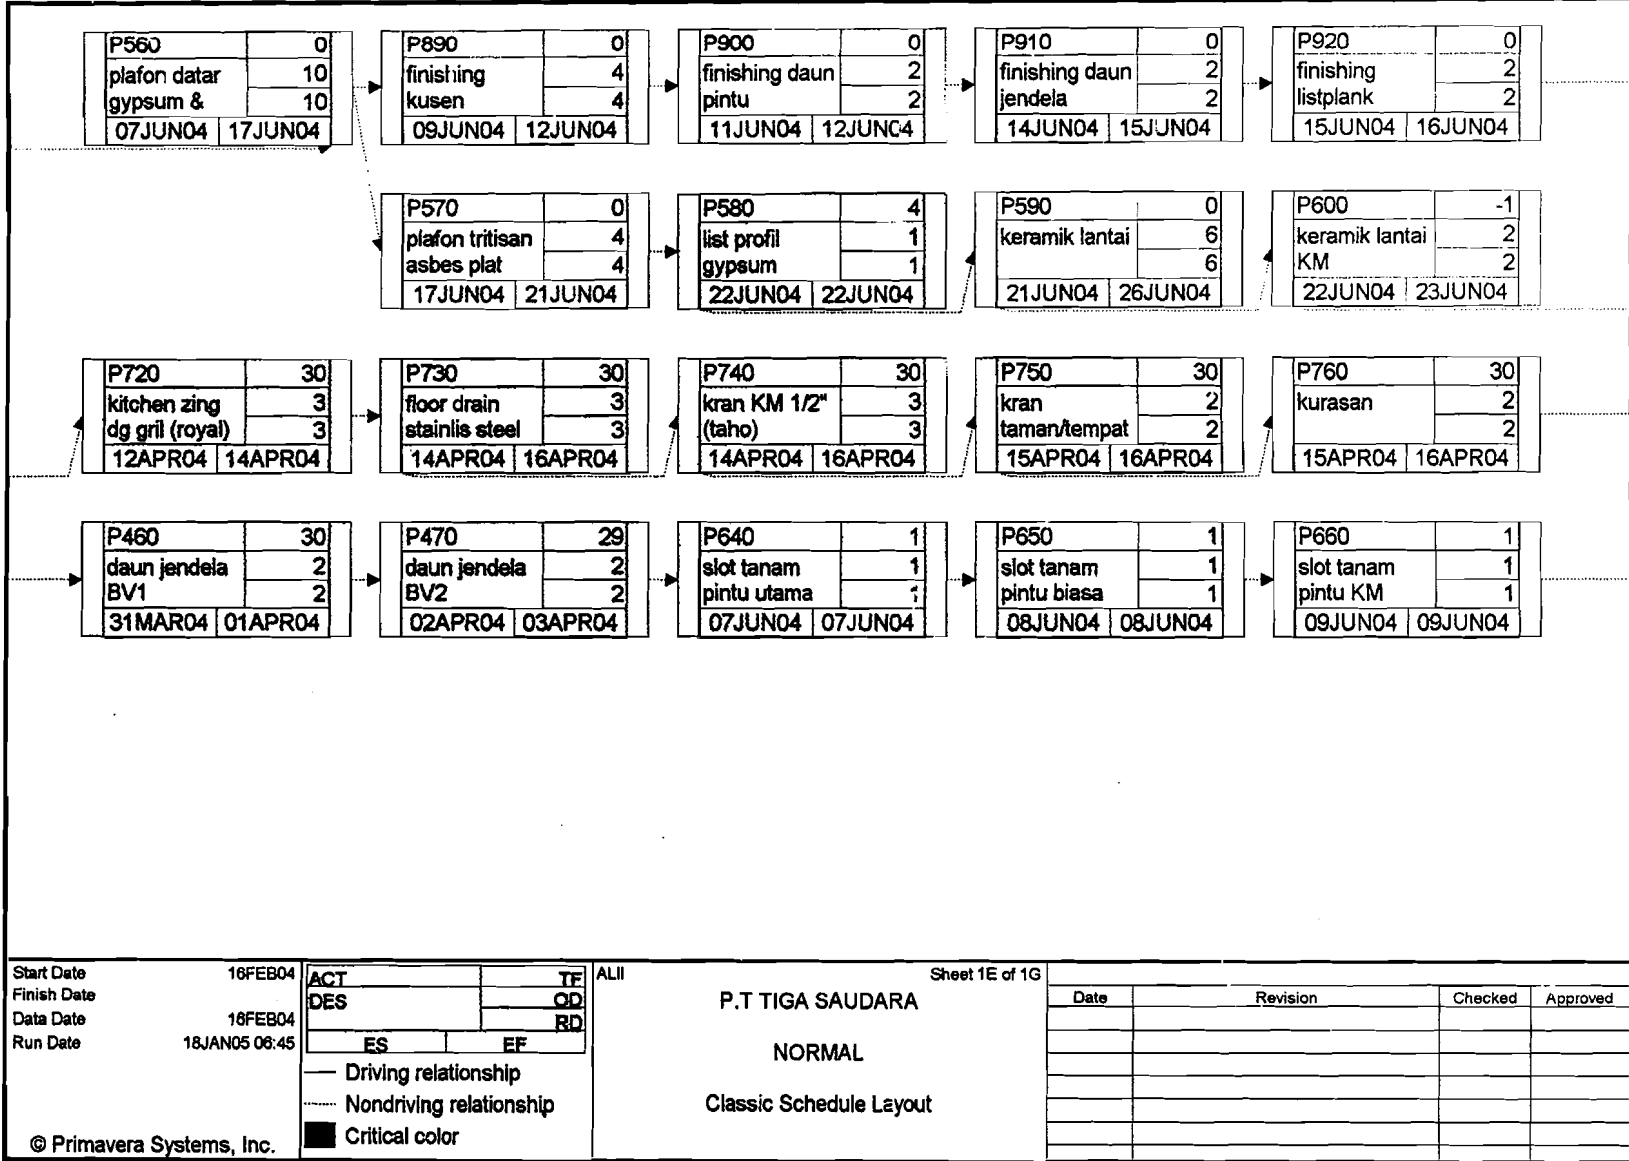 P560 0
plafon datar 10
gypsum & 10
07JUN04 17JUN04
P890 0
finishing 4
kusen 4
09JUN04 12JUN04
P900 0
finishing daun 2
pintu 2
11JUN04 12JUN04
P910 0
finishing daun 2
jendela 2
14JUN04 15JUN04
P920 0
finishing 2
listplank 2
15JUN04 16JUN04
P570 0
plafon tritisan 4
asbes plat 4
17JUN04 21JUN04
P580 4
list profil 1
gypsum 1
22JUN04 22JUN04
P590 0
keramik lantai 6
6
21JUN04 26JUN04
P600 -1
keramik lantai 2
KM 2
22JUN04 23JUN04
P720 30
kitchen zing 3
dg gril (royal) 3
12APR04 14APR04
P730 30
floor drain 3
stainlis steel 3
14APR04 16APR04
P740 30
kran KM 1/2" 3
(taho) 3
14APR04 16APR04
P750 30
kran 2
taman/tempat 2
15APR04 16APR04
P760 30
kurasan 2
2
15APR04 16APR04
P460 30
daun jendela 2
BV1 2
31MAR04 01APR04
P470 29
daun jendela 2
BV2 2
02APR04 03APR04
P640 1
slot tanam 1
pintu utama 1
07JUN04 07JUN04
P650 1
slot tanam 1
pintu biasa 1
08JUN04 08JUN04
P660 1
slot tanam 1
pintu KM 1
09JUN04 09JUN04
Start Date 16FEB04
Finish Date
Data Date 16FEB04
Run Date 18JAN05 06:45
© Primavera Systems, Inc.
ACT TF
DES OD
RD
ES EF
Driving relationship
Nondriving relationship
Critical color
ALII Sheet 1E of 1G
P.T TIGA SAUDARA
NORMAL
Classic Schedule Layout
Date Revision Checked Approved